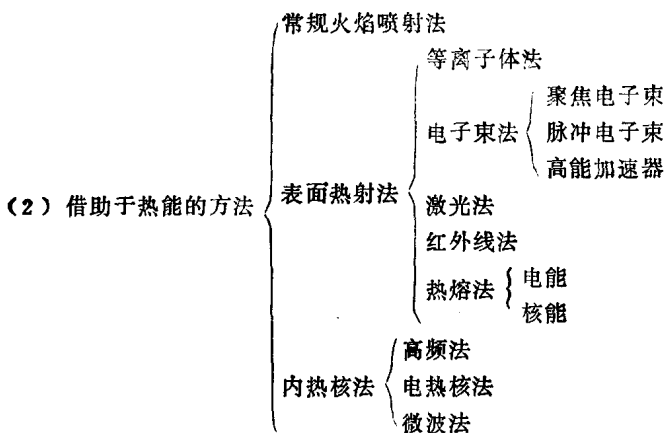 常规火焰喷射法
等离子体法
聚焦电子束
电子束法
脉冲电子束
高能加速器
(2) 借助于热能的方法
表面热射法
激光法
红外线法
热熔法
电能
核能
高频法
内热核法
电热核法
微波法